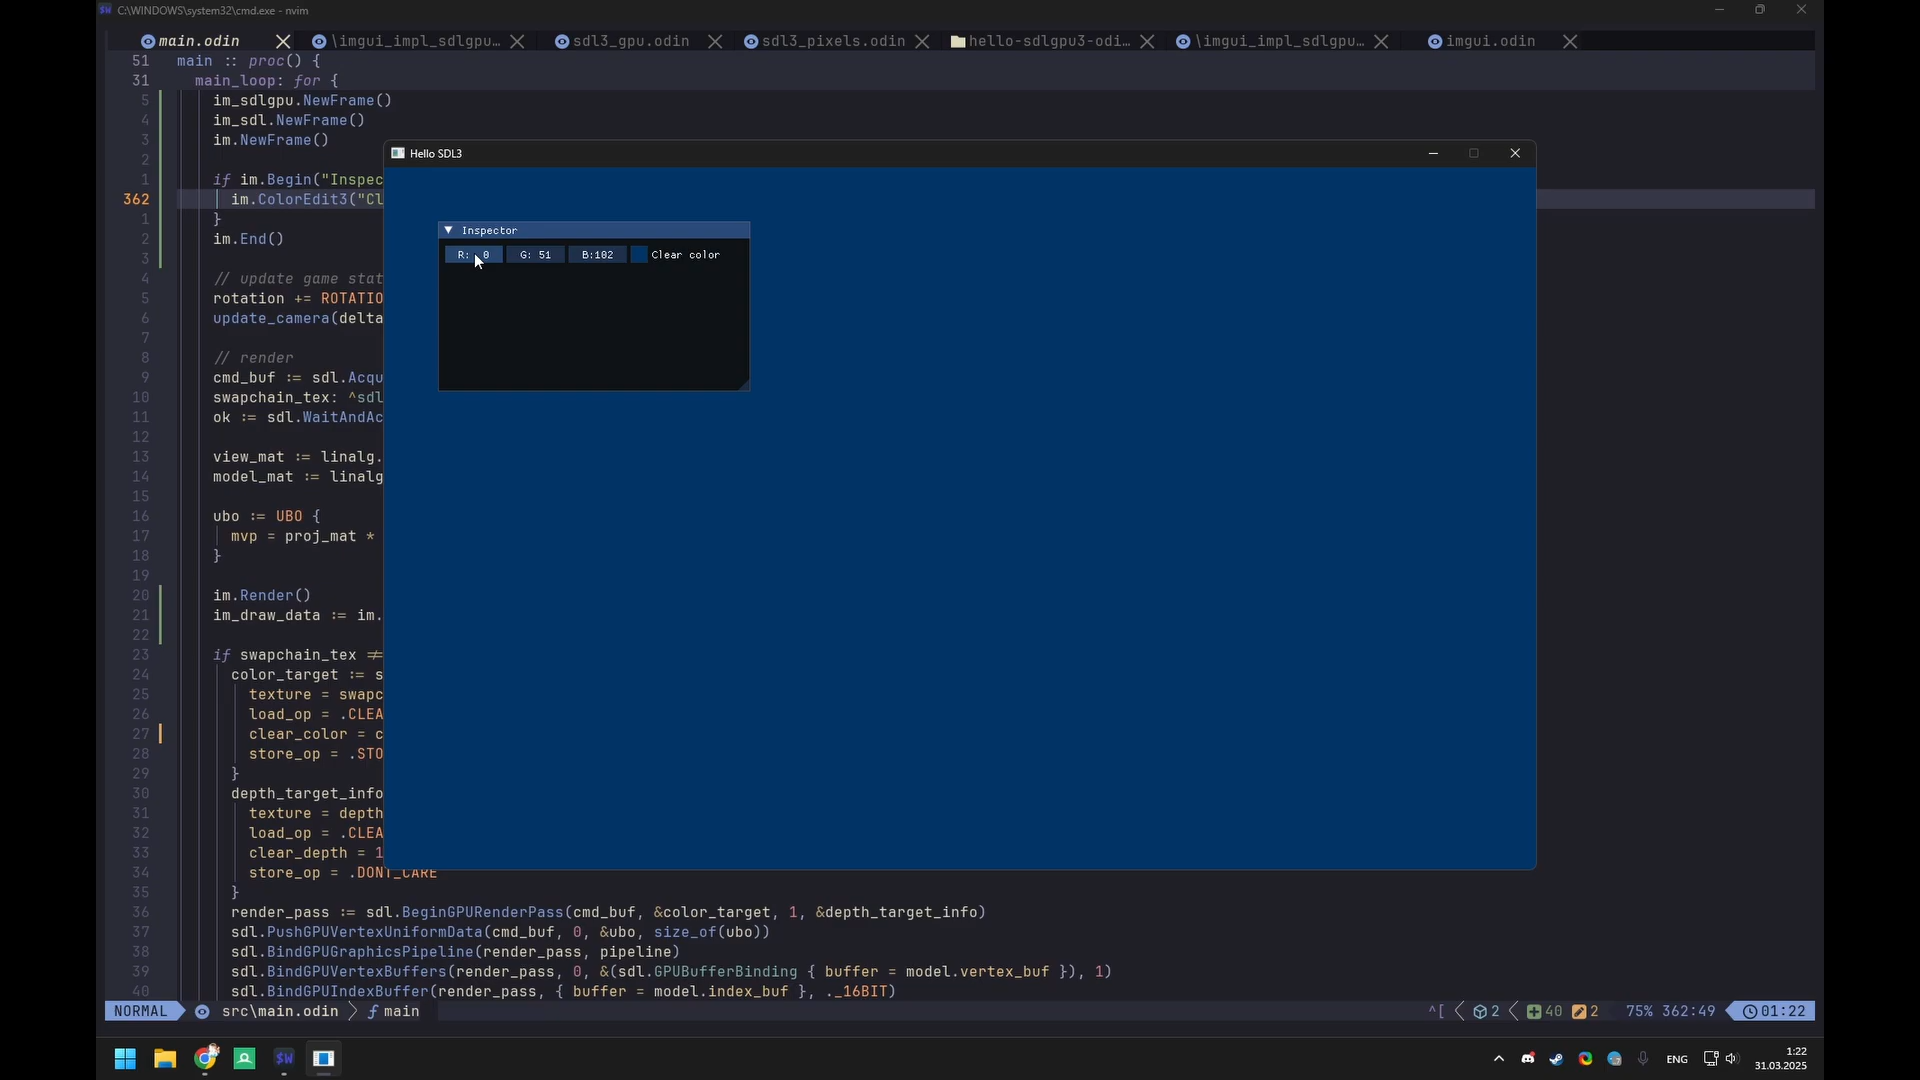 C:\WINDOWS\system32\cmd.exe - nvim
main.odin
\imgui_impl_sdlgpu…
sdl3_gpu.odin
sdl3_pixels.odin
hello-sdlgpu3-odi…
\imgui_impl_sdlgpu…
imgui.odin
51 main :: proc() {
31 main_loop: for {
5 im_sdlgpu.NewFrame()
4 im_sdl.NewFrame()
3 im.NewFrame()
2
1 if im.Begin("Inspec
362 im.ColorEdit3("Cl
1 }
2 im.End()
3
4 // update game stat
5 rotation += ROTATIO
6 update_camera(delta
7
8 // render
9 cmd_buf := sdl.Acqu
10 swapchain_tex: ^sdl
11 ok := sdl.WaitAndAc
12
13 view_mat := linalg.
14 model_mat := linalg
15
16 ubo := UBO {
17 mvp = proj_mat *
18 }
19
20 im.Render()
21 im_draw_data := im.
22
23 if swapchain_tex ≠
24 color_target := s
25 texture = swapc
26 load_op = .CLEA
27 clear_color = c
28 store_op = .STO
29 }
30 depth_target_info
31 texture = depth
32 load_op = .CLEA
33 clear_depth = 1
34 store_op = .DONT_CARE
35 }
36 render_pass := sdl.BeginGPURenderPass(cmd_buf, &color_target, 1, &depth_target_info)
37 sdl.PushGPUVertexUniformData(cmd_buf, 0, &ubo, size_of(ubo))
38 sdl.BindGPUGraphicsPipeline(render_pass, pipeline)
39 sdl.BindGPUVertexBuffers(render_pass, 0, &(sdl.GPUBufferBinding { buffer = model.vertex_buf }), 1)
40 sdl.BindGPUIndexBuffer(render_pass, { buffer = model.index_buf }, ._16BIT)
Hello SDL3
Inspector
R: 0 G: 51 B:102 Clear color
NORMAL src\main.odin main ^[ 2 40 2 75% 362:49 01:22
$W ENG 1:22
31.03.2025